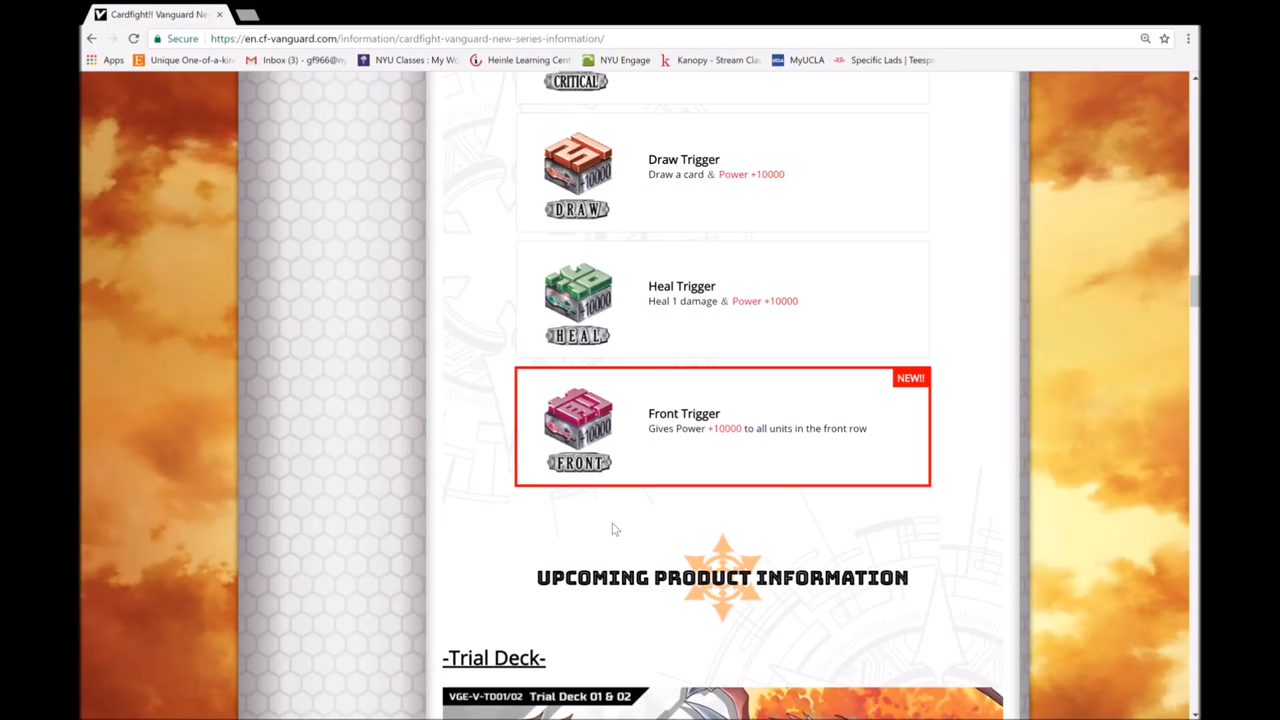 Cardfight!! Vanguard Ne
Secure
https://en.cf-vanguard.com/information/cardfight-vanguard-new-series-information/
Apps
Unique One-of-a-kin
Inbox (3) - gf966@ny
NYU Classes : My Wo
Heinle Learning Cent
NYU Engage
Kanopy - Stream Cla
MyUCLA
Specific Lads | Teesp
CRITICAL
Draw Trigger
Draw a card & Power +10000
+10000
DRAW
Heal Trigger
Heal 1 damage & Power +10000
+10000
HEAL
NEW!!
Front Trigger
Gives Power +10000 to all units in the front row
+10000
FRONT
UPCOMING PRODUCT INFORMATION
-Trial Deck-
VGE-V-TD01/02 Trial Deck 01 & 02